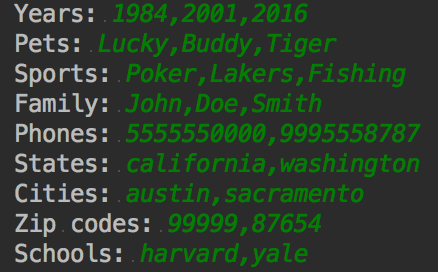 Years: 1984,2001,2016
Pets: Lucky,Buddy,Tiger
Sports: Poker,Lakers,Fishing
Family: John,Doe,Smith
Phones: 5555550000,9995558787
States: california,washington
Cities: austin,sacramento
Zip codes: 99999,87654
Schools: harvard,yale